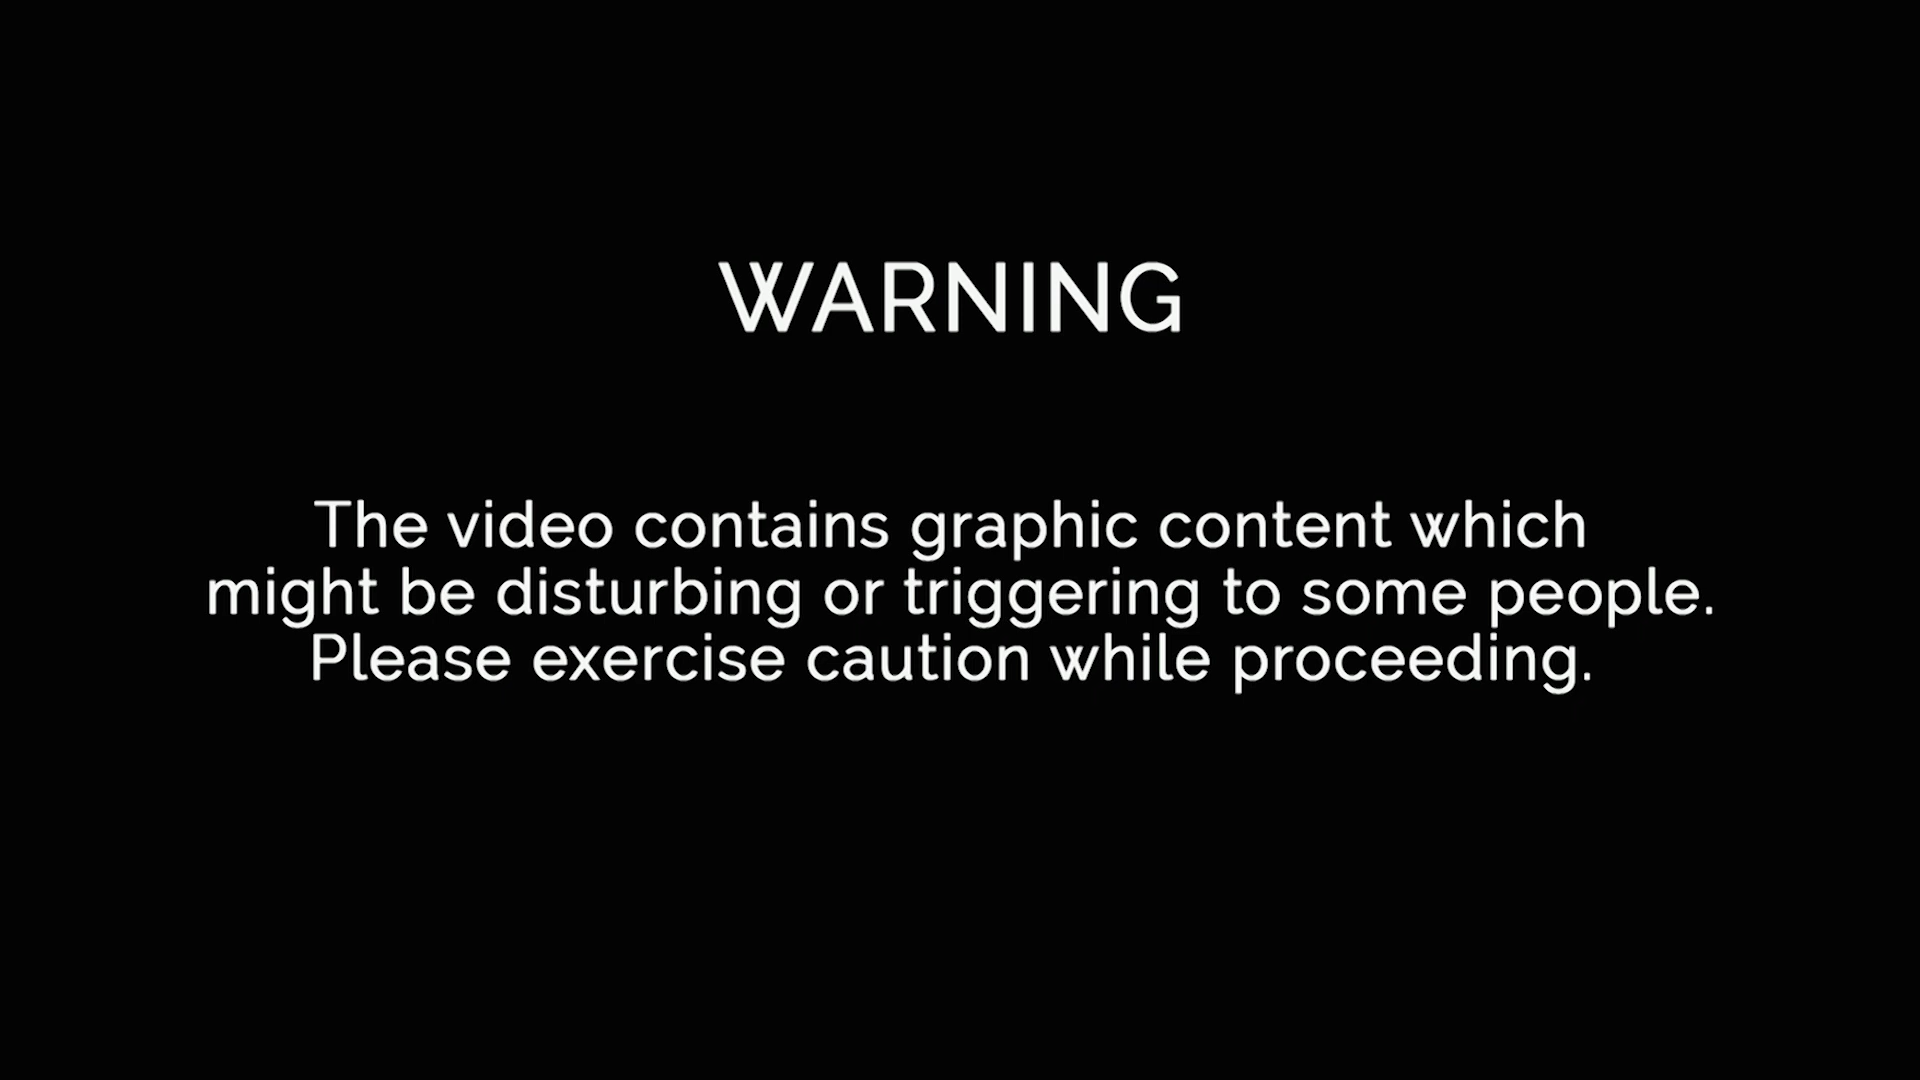 WARNING
The video contains graphic content which
might be disturbing or triggering to some people.
Please exercise caution while proceeding.